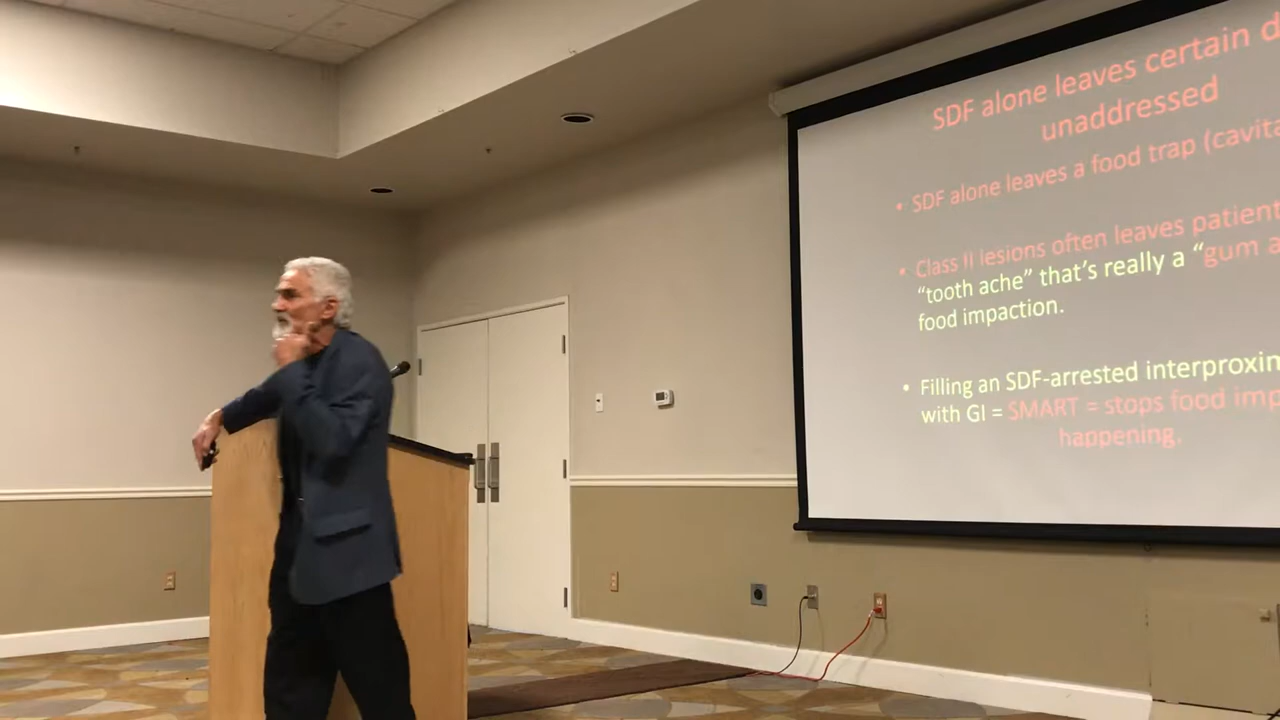 SDF alone leaves certain
unaddressed
• SDF alone leaves a food trap
• Class II lesions often leaves
“tooth ache” that’s really a “gum
food impaction.
• Filling an SDF-arrested
with GI = SMART = stops food
happening.